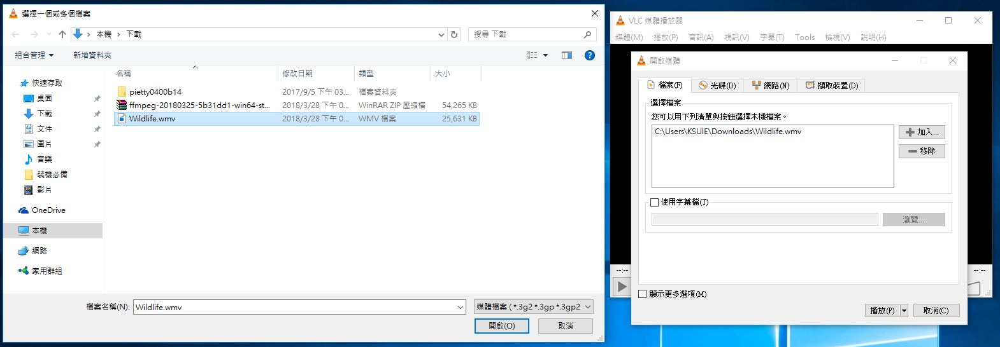 選擇一個或多個檔案
本機 › 下載
搜尋 下載
組合管理
新增資料夾
名稱 修改日期 類型 大小
快速存取
桌面
下載
文件
圖片
音樂
裝機必備
影片
OneDrive
本機
網路
家用群組
pietty0400b14 2017/9/5 下午 03... 檔案資料夾
ffmpeg-20180325-5b31dd1-win64-st... 2018/3/28 下午 0... WinRAR ZIP 壓縮檔 54,265 KB
Wildlife.wmv 2018/3/28 下午 0... WMV 檔案 25,631 KB
檔案名稱(N): Wildlife.wmv 媒體檔案 ( *.3g2 *.3gp *.3gp2
開啟(O) 取消
VLC 媒體播放器
媒體(M) 播放(P) 音訊(A) 視訊(V) 字幕(T) Tools 檢視(V) 說明(H)
開啟媒體
檔案(F) 光碟(D) 網路(N) 擷取裝置(D)
選擇檔案
您可以用下列清單與按鈕選擇本機檔案。
C:\Users\KSUIE\Downloads\Wildlife.wmv
加入...
移除
使用字幕檔(T)
瀏覽...
--:-- --:--
顯示更多選項(M)
播放(P) 取消(C)